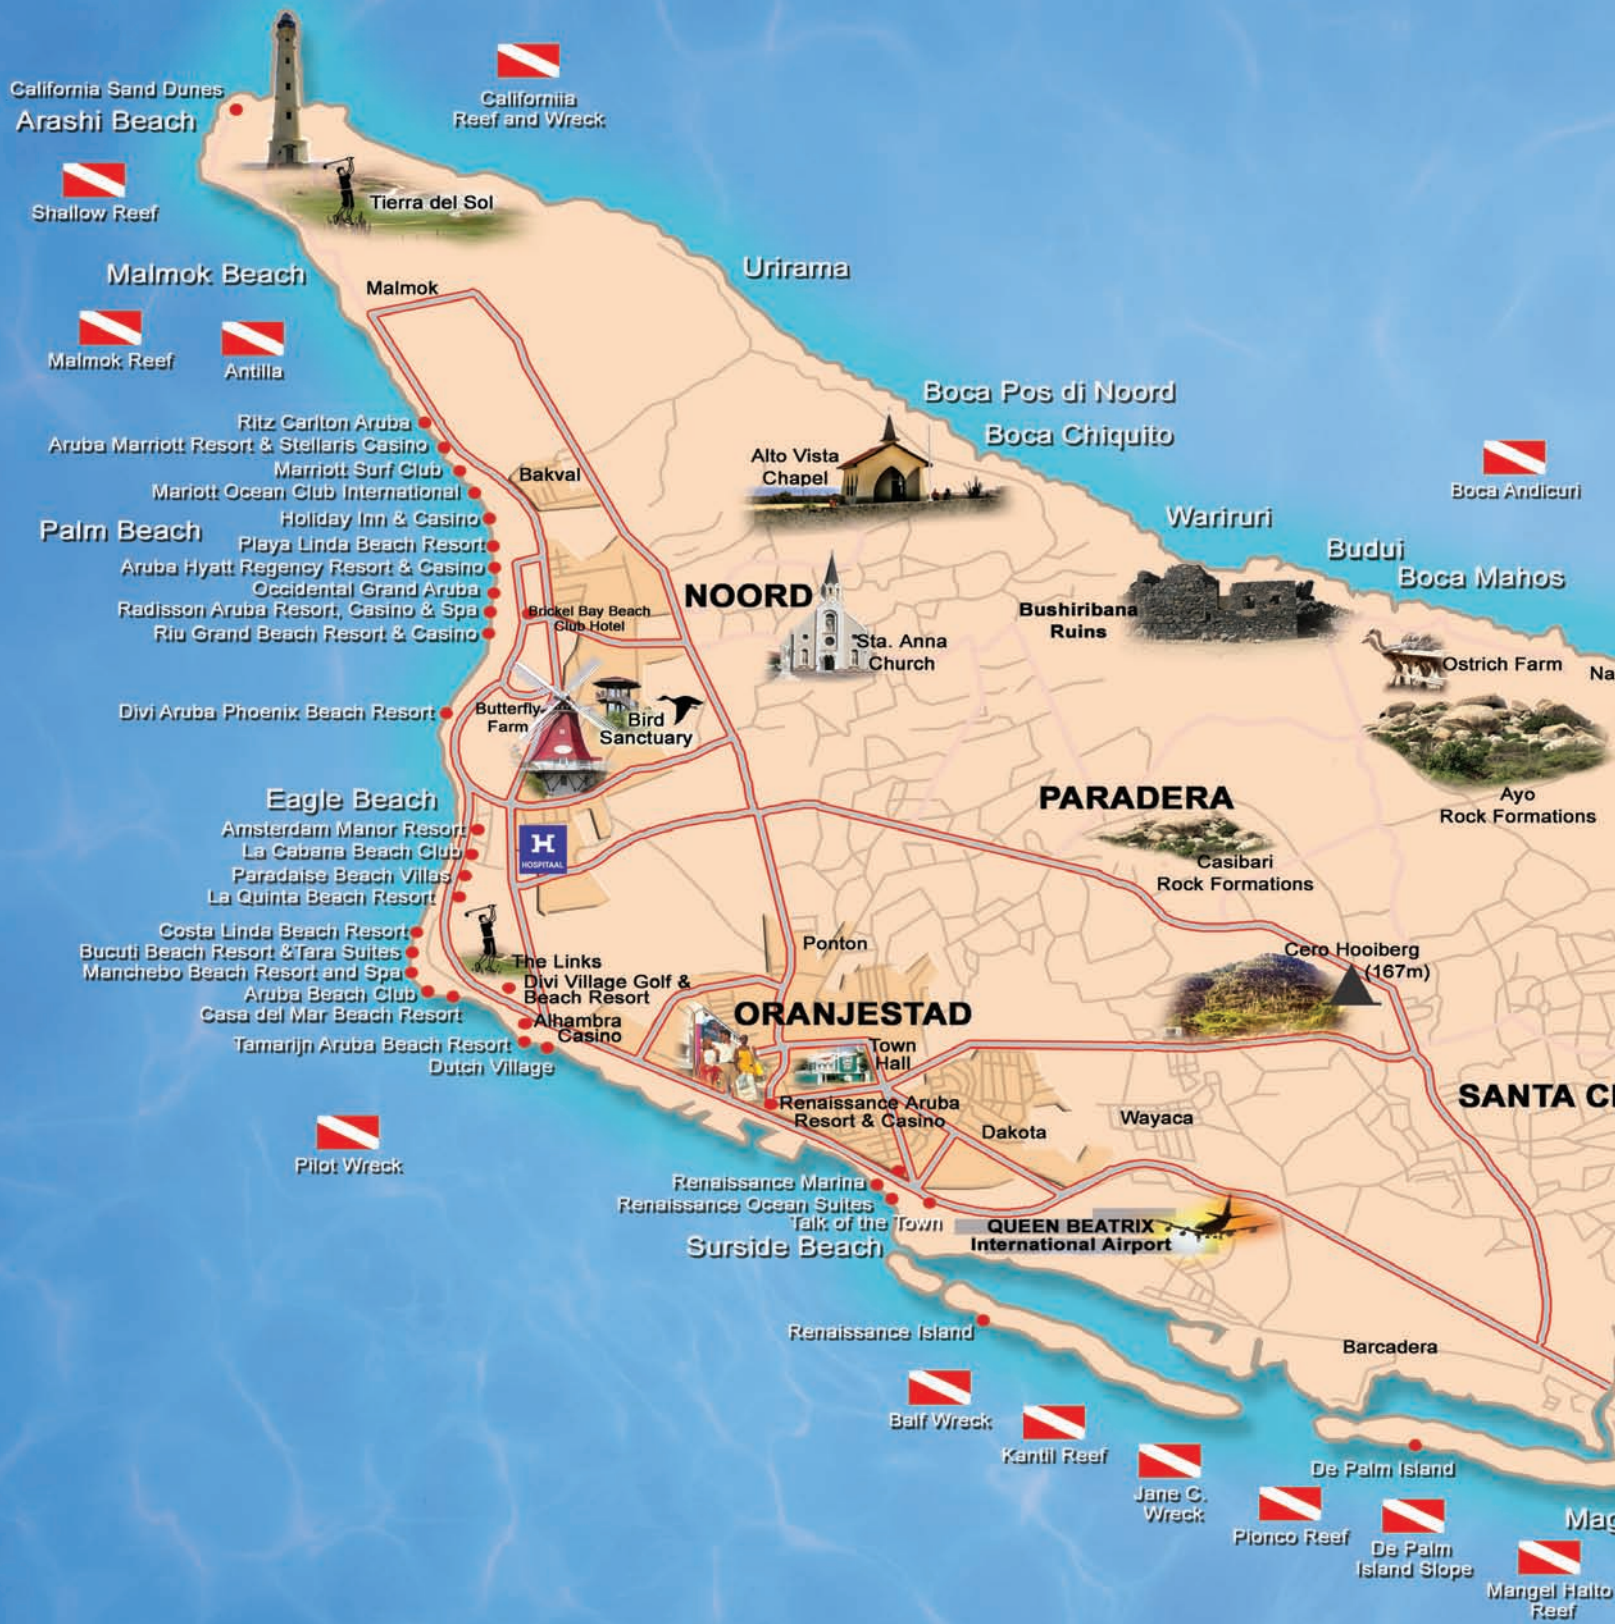 California Sand Dunes
Arashi Beach
Californiia
Reef and Wreck
Shallow Reef
Tierra del Sol
Malmok Beach
Urirama
Malmok
Malmok Reef
Antilla
Boca Pos di Noord
Boca Chiquito
Ritz Carlton Aruba
Aruba Marriott Resort & Stellaris Casino
Marriott Surf Club
Mariott Ocean Club International
Bakval
Alto Vista
Chapel
Boca Andicuri
Holiday Inn & Casino
Palm Beach
Playa Linda Beach Resort
Aruba Hyatt Regency Resort & Casino
Occidental Grand Aruba
Radisson Aruba Resort, Casino & Spa
Riu Grand Beach Resort & Casino
Wariruri
Budui
Boca Mahos
NOORD
Brickel Bay Beach
Club Hotel
Bushiribana
Ruins
Sta. Anna
Church
Ostrich Farm
Na
Divi Aruba Phoenix Beach Resort
Butterfly
Farm
Bird
Sanctuary
Eagle Beach
PARADERA
Ayo
Rock Formations
Amsterdam Manor Resort
La Cabana Beach Club
Paradaise Beach Villas
La Quinta Beach Resort
H
HOSPITAAL
Casibari
Rock Formations
Costa Linda Beach Resort
Bucuti Beach Resort &Tara Suites
Manchebo Beach Resort and Spa
Aruba Beach Club
Casa del Mar Beach Resort
The Links
Divi Village Golf &
Beach Resort
Ponton
Cero Hooiberg
(167m)
ORANJESTAD
Alhambra
Casino
Tamarijn Aruba Beach Resort
Dutch Village
Town
Hall
Renaissance Aruba
Resort & Casino
Dakota
Wayaca
SANTA C
Pilot Wreck
Renaissance Marina
Renaissance Ocean Suites
Talk of the Town
Surside Beach
QUEEN BEATRIX
International Airport
Renaissance Island
Barcadera
Balf Wreck
Kantil Reef
Jane C.
Wreck
De Palm Island
Pionco Reef
De Palm
Island Slope
Mag
Mangel Halto
Reef